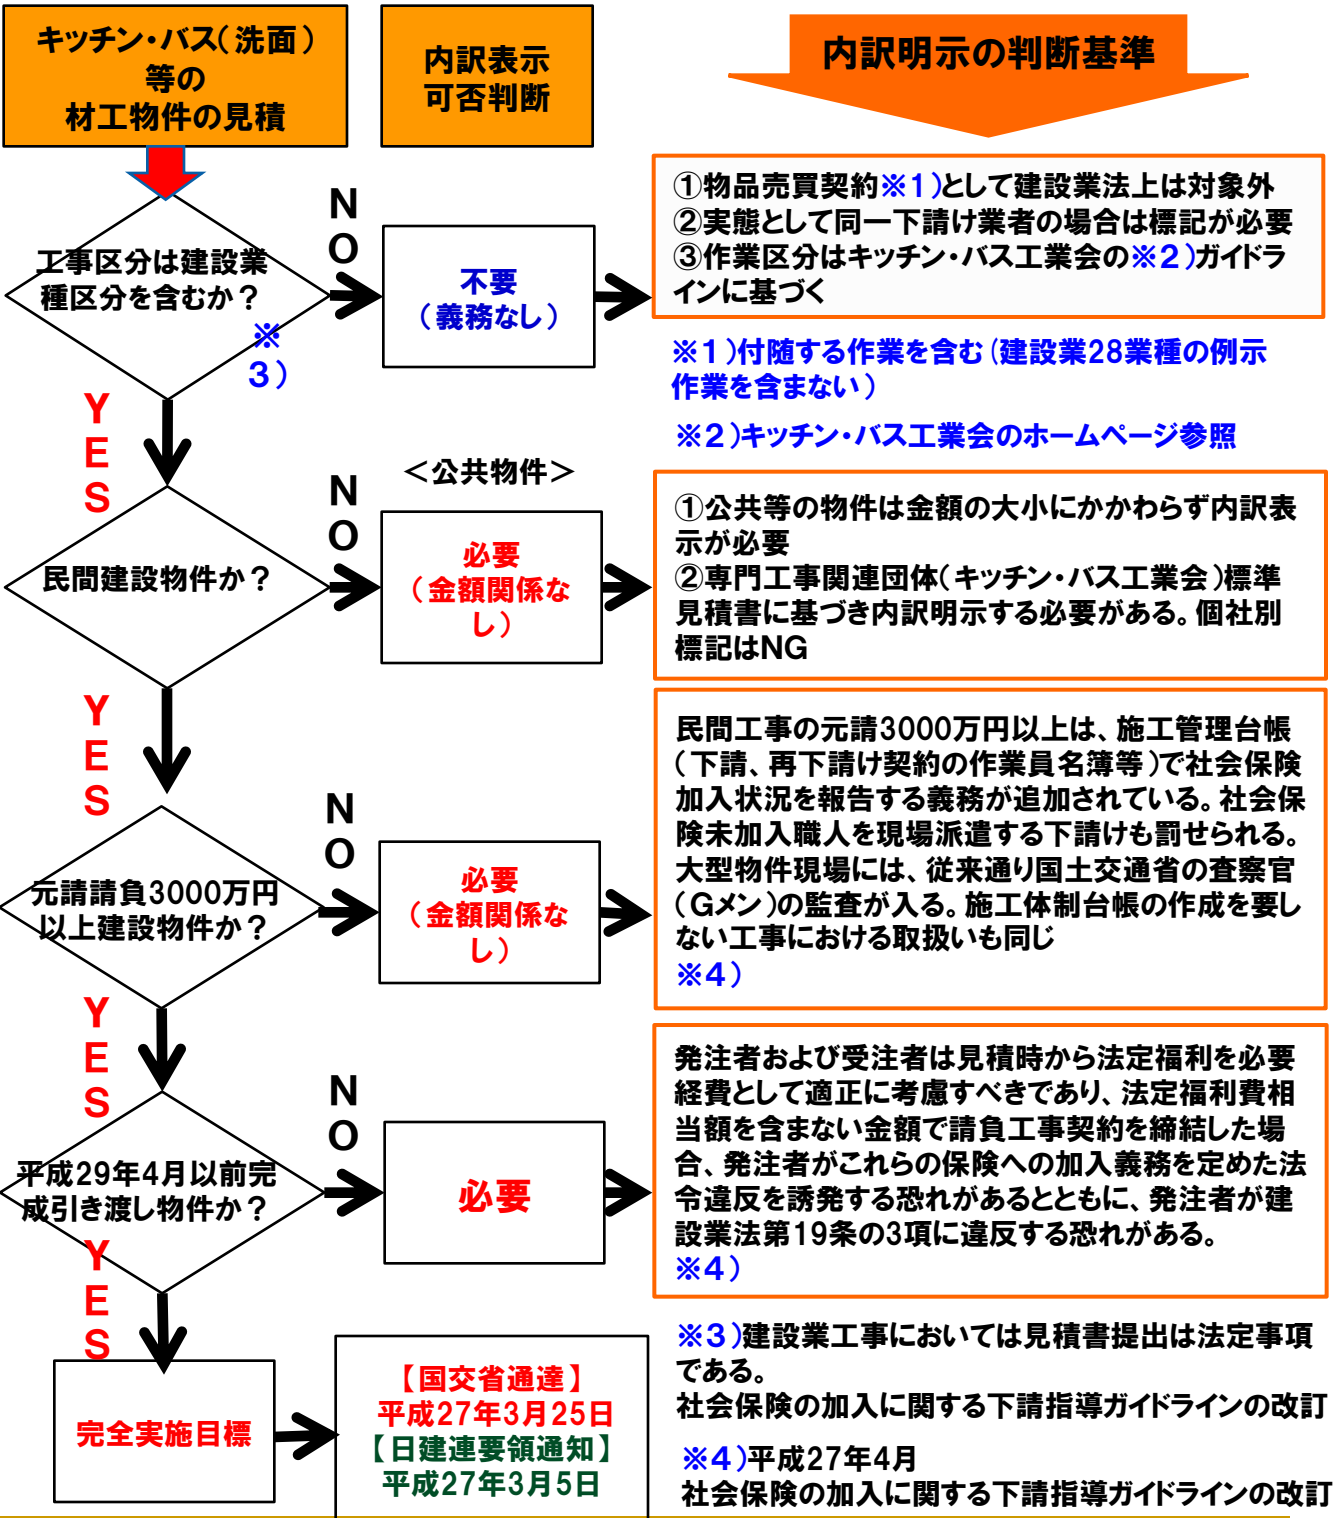 キッチン・バス(洗面)
等の
材工物件の見積
内訳表示
可否判断
内訳明示の判断基準
工事区分は建設業
種区分を含むか？
※
3）
N
O
不要
(義務なし)
①物品売買契約※1)として建設業法上は対象外
②実態として同一下請け業者の場合は標記が必要
③作業区分はキッチン・バス工業会の※2)ガイドラ
インに基づく
※1)付随する作業を含む(建設業28業種の例示
作業を含まない)
※2)キッチン・バス工業会のホームページ参照
Y
E
S
民間建設物件か？
N
O
＜公共物件＞
必要
(金額関係な
し)
①公共等の物件は金額の大小にかかわらず内訳表
示が必要
②専門工事関連団体(キッチン・バス工業会)標準
見積書に基づき内訳明示する必要がある。個社別
標記はNG
Y
E
S
元請請負3000万円
以上建設物件か？
N
O
必要
(金額関係な
し)
民間工事の元請3000万円以上は、施工管理台帳
(下請、再下請け契約の作業員名簿等)で社会保険
加入状況を報告する義務が追加されている。社会保
険未加入職人を現場派遣する下請けも罰せられる。
大型物件現場には、従来通り国土交通省の査察官
(Gメン)の監査が入る。施工体制台帳の作成を要し
ない工事における取扱いも同じ
※4)
Y
E
S
平成29年4月以前完
成引き渡し物件か？
N
O
必要
発注者および受注者は見積時から法定福利を必要
経費として適正に考慮すべきであり、法定福利費相
当額を含まない金額で請負工事契約を締結した場
合、発注者がこれらの保険への加入義務を定めた法
令違反を誘発する恐れがあるとともに、発注者が建
設業法第19条の3項に違反する恐れがある。
※4)
Y
E
S
完全実施目標
【国交省通達】
平成27年3月25日
【日建連要領通知】
平成27年3月5日
※3)建設業工事においては見積書提出は法定事項
である。
社会保険の加入に関する下請指導ガイドラインの改訂
※4)平成27年4月
社会保険の加入に関する下請指導ガイドラインの改訂